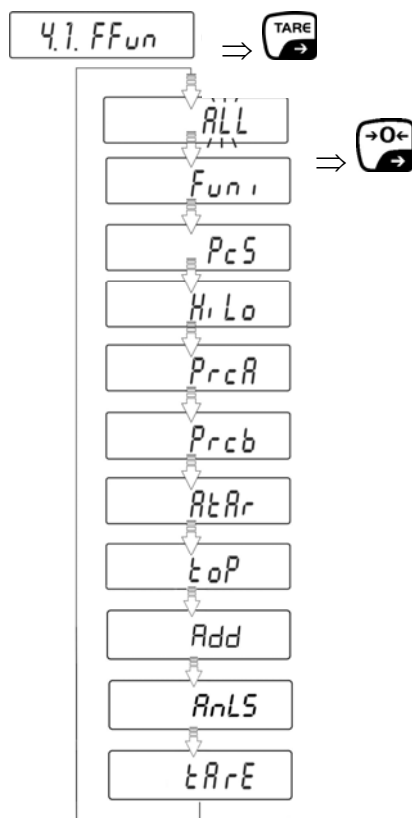 4.1. FFun
⇒
TARE
ALL
⇒
→0←
Funi
PcS
HiLo
PrcA
Prcb
AtAr
toP
Add
AnLS
tArE